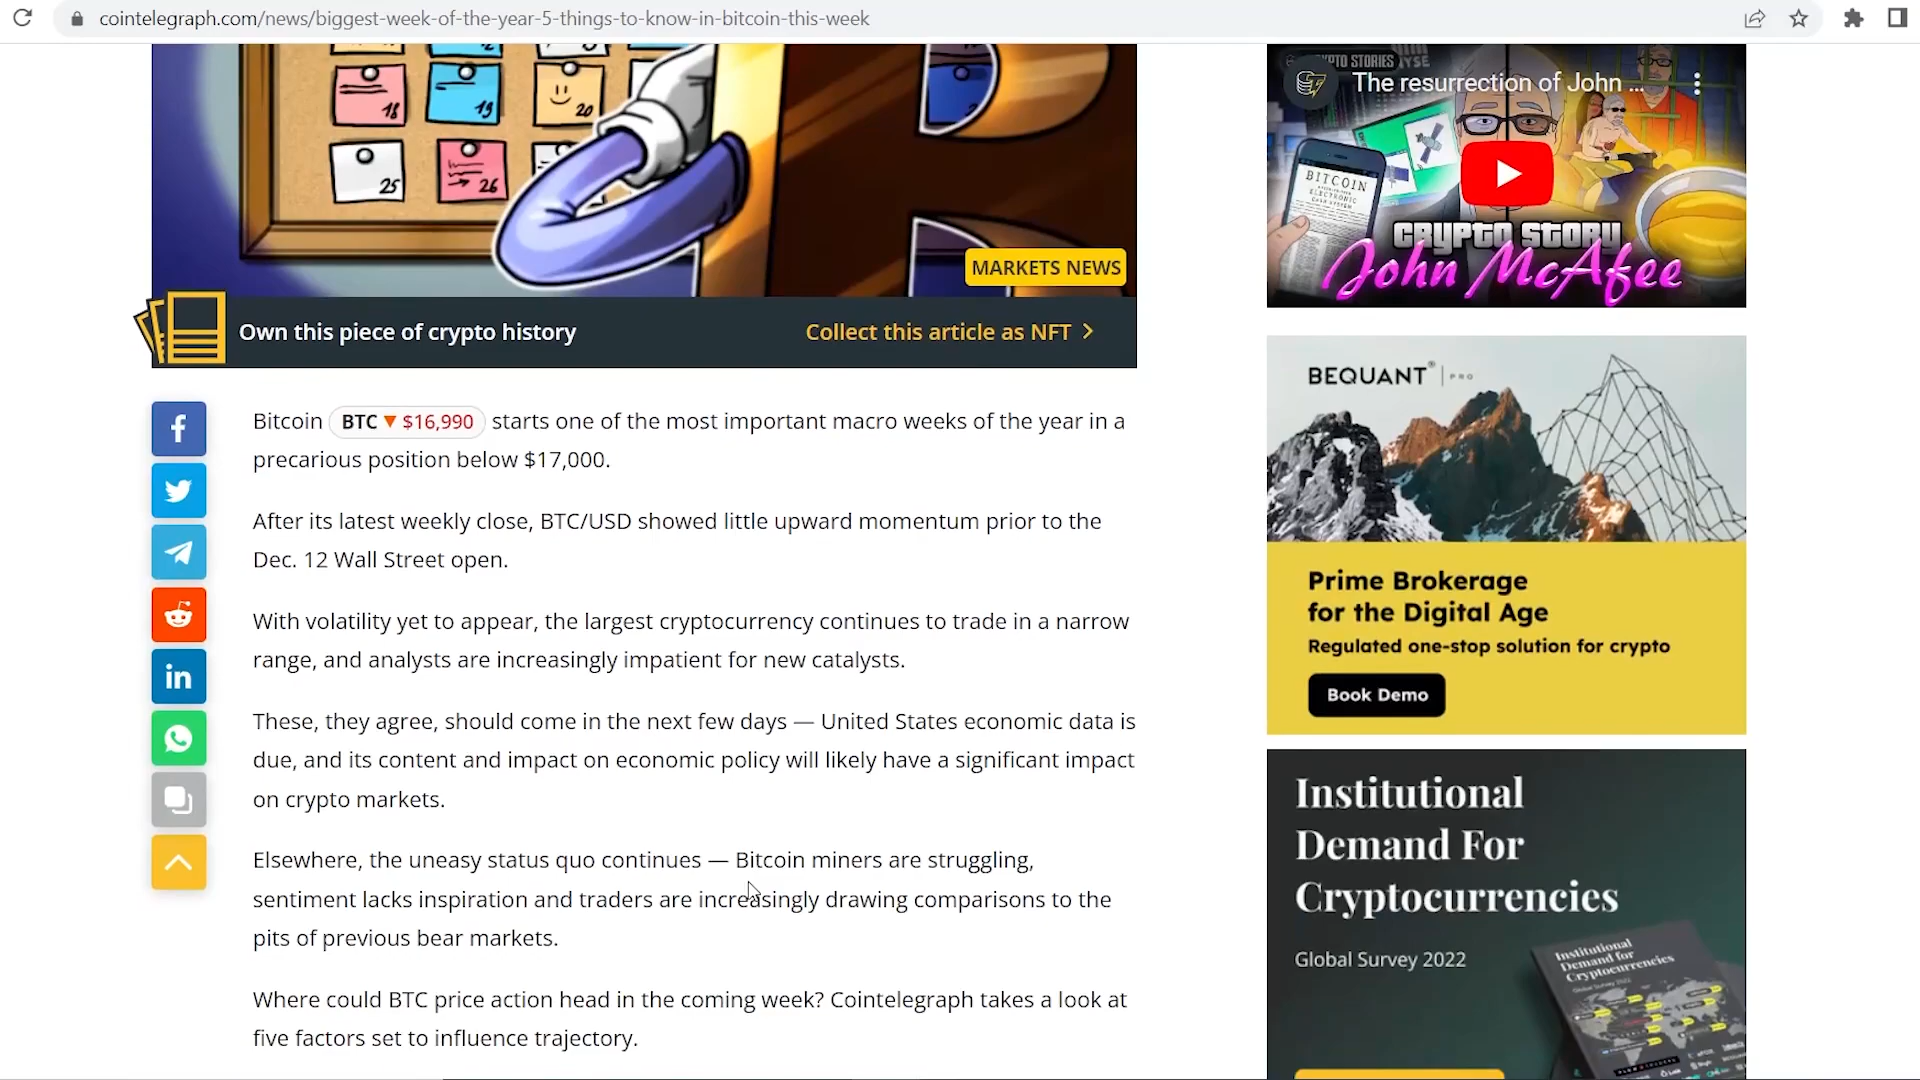 cointelegraph.com/news/biggest-week-of-the-year-5-things-to-know-in-bitcoin-this-week
18
19
20
25
26
MARKETS NEWS
Own this piece of crypto history
Collect this article as NFT >
Bitcoin BTC ▼ $16,990 starts one of the most important macro weeks of the year in a
precarious position below $17,000.
After its latest weekly close, BTC/USD showed little upward momentum prior to the
Dec. 12 Wall Street open.
With volatility yet to appear, the largest cryptocurrency continues to trade in a narrow
range, and analysts are increasingly impatient for new catalysts.
These, they agree, should come in the next few days — United States economic data is
due, and its content and impact on economic policy will likely have a significant impact
on crypto markets.
Elsewhere, the uneasy status quo continues — Bitcoin miners are struggling,
sentiment lacks inspiration and traders are increasingly drawing comparisons to the
pits of previous bear markets.
Where could BTC price action head in the coming week? Cointelegraph takes a look at
five factors set to influence trajectory.
The resurrection of John ...
BITCOIN
CRYPTO STORY
John McAfee
BEQUANT® | PRO
Prime Brokerage
for the Digital Age
Regulated one-stop solution for crypto
Book Demo
Institutional
Demand For
Cryptocurrencies
Global Survey 2022
Institutional
Demand for
Cryptocurrencies